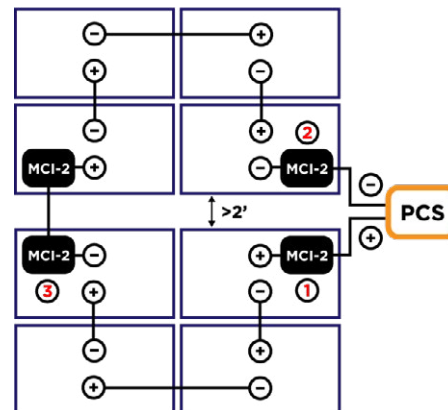 − +
+ −
− + 2
MCI-2 + − MCI-2
−
>2' PCS
+
MCI-2 − + MCI-2
3 + − 1
− +
+ −